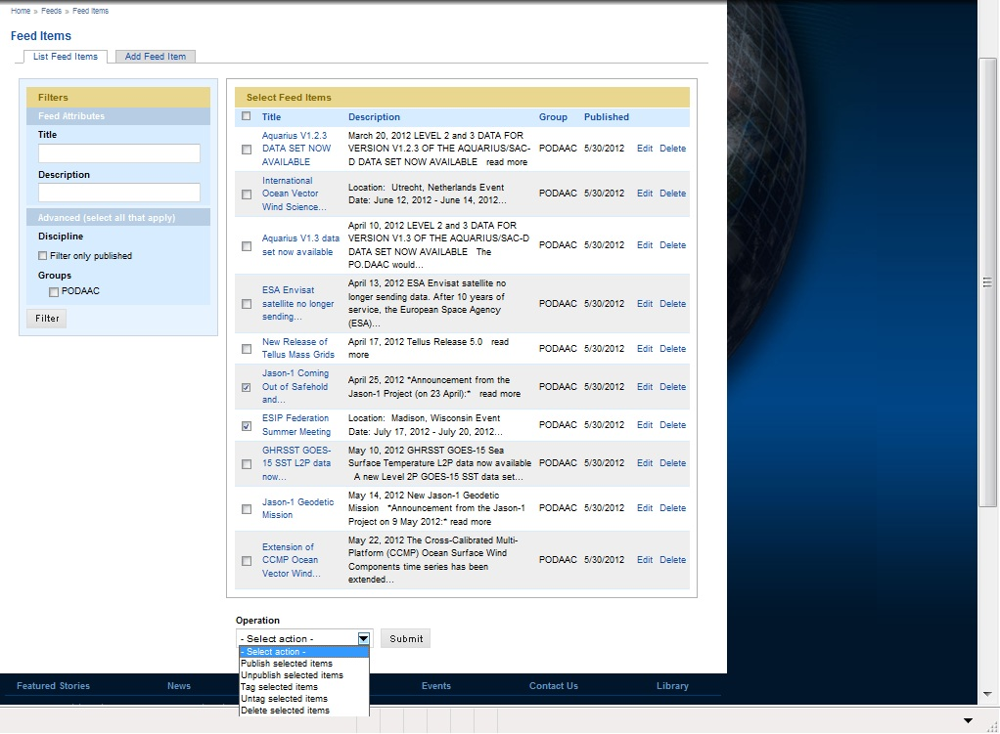 Home » Feeds » Feed Items
Feed Items
List Feed Items
Add Feed Item
Filters
Feed Attributes
Title
Description
Advanced (select all that apply)
Discipline
Filter only published
Groups
PODAAC
Filter
Select Feed Items
Title Description Group Published
Aquarius V1.2.3
DATA SET NOW
AVAILABLE
March 20, 2012 LEVEL 2 and 3 DATA FOR
VERSION V1.2.3 OF THE AQUARIUS/SAC-
D DATA SET NOW AVAILABLE read more
PODAAC 5/30/2012 Edit Delete
International
Ocean Vector
Wind Science...
Location: Utrecht, Netherlands Event
Date: June 12, 2012 - June 14, 2012...
PODAAC 5/30/2012 Edit Delete
Aquarius V1.3 data
set now available
April 10, 2012 LEVEL 2 and 3 DATA FOR
VERSION V1.3 OF THE AQUARIUS/SAC-D
DATA SET NOW AVAILABLE The
PO.DAAC would...
PODAAC 5/30/2012 Edit Delete
ESA Envisat
satellite no longer
sending...
April 13, 2012 ESA Envisat satellite no
longer sending data. After 10 years of
service, the European Space Agency
(ESA)...
PODAAC 5/30/2012 Edit Delete
New Release of
Tellus Mass Grids
April 17, 2012 Tellus Release 5.0 read
more
PODAAC 5/30/2012 Edit Delete
Jason-1 Coming
Out of Safehold
and...
April 25, 2012 *Announcement from the
Jason-1 Project (on 23 April):* read more
PODAAC 5/30/2012 Edit Delete
ESIP Federation
Summer Meeting
Location: Madison, Wisconsin Event
Date: July 17, 2012 - July 20, 2012...
PODAAC 5/30/2012 Edit Delete
GHRSST GOES-
15 SST L2P data
now...
May 10, 2012 GHRSST GOES-15 Sea
Surface Temperature L2P data now available
A new Level 2P GOES-15 SST data set...
PODAAC 5/30/2012 Edit Delete
Jason-1 Geodetic
Mission
May 14, 2012 New Jason-1 Geodetic
Mission *Announcement from the Jason-1
Project on 9 May 2012:* read more
PODAAC 5/30/2012 Edit Delete
Extension of
CCMP Ocean
Vector Wind...
May 22, 2012 The Cross-Calibrated Multi-
Platform (CCMP) Ocean Surface Wind
Components time series has been
extended...
PODAAC 5/30/2012 Edit Delete
Operation
- Select action -
Submit
- Select action -
Publish selected items
Unpublish selected items
Tag selected items
Untag selected items
Delete selected items
Featured Stories News Events Contact Us Library